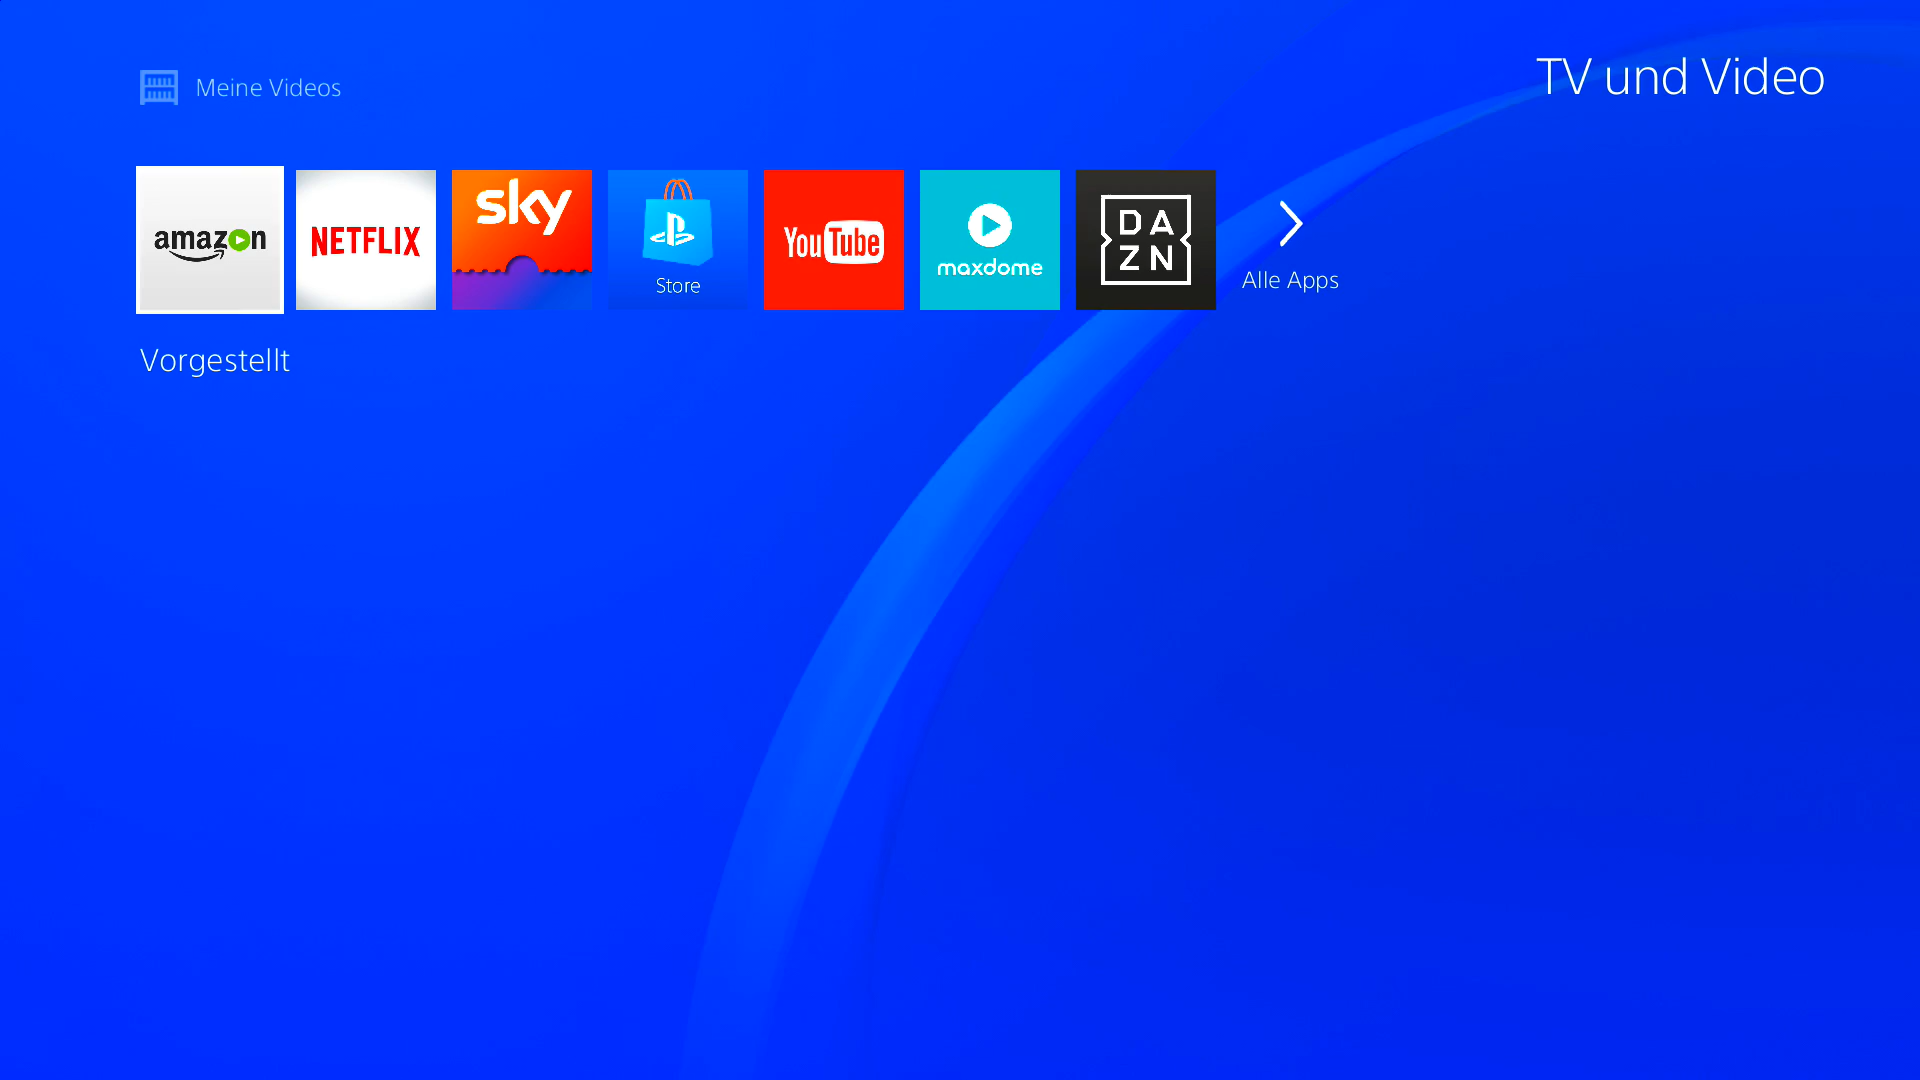 Meine Videos
TV und Video
amazon
NETFLIX
sky
Store
YouTube
maxdome
DA
ZN
Alle Apps
Vorgestellt